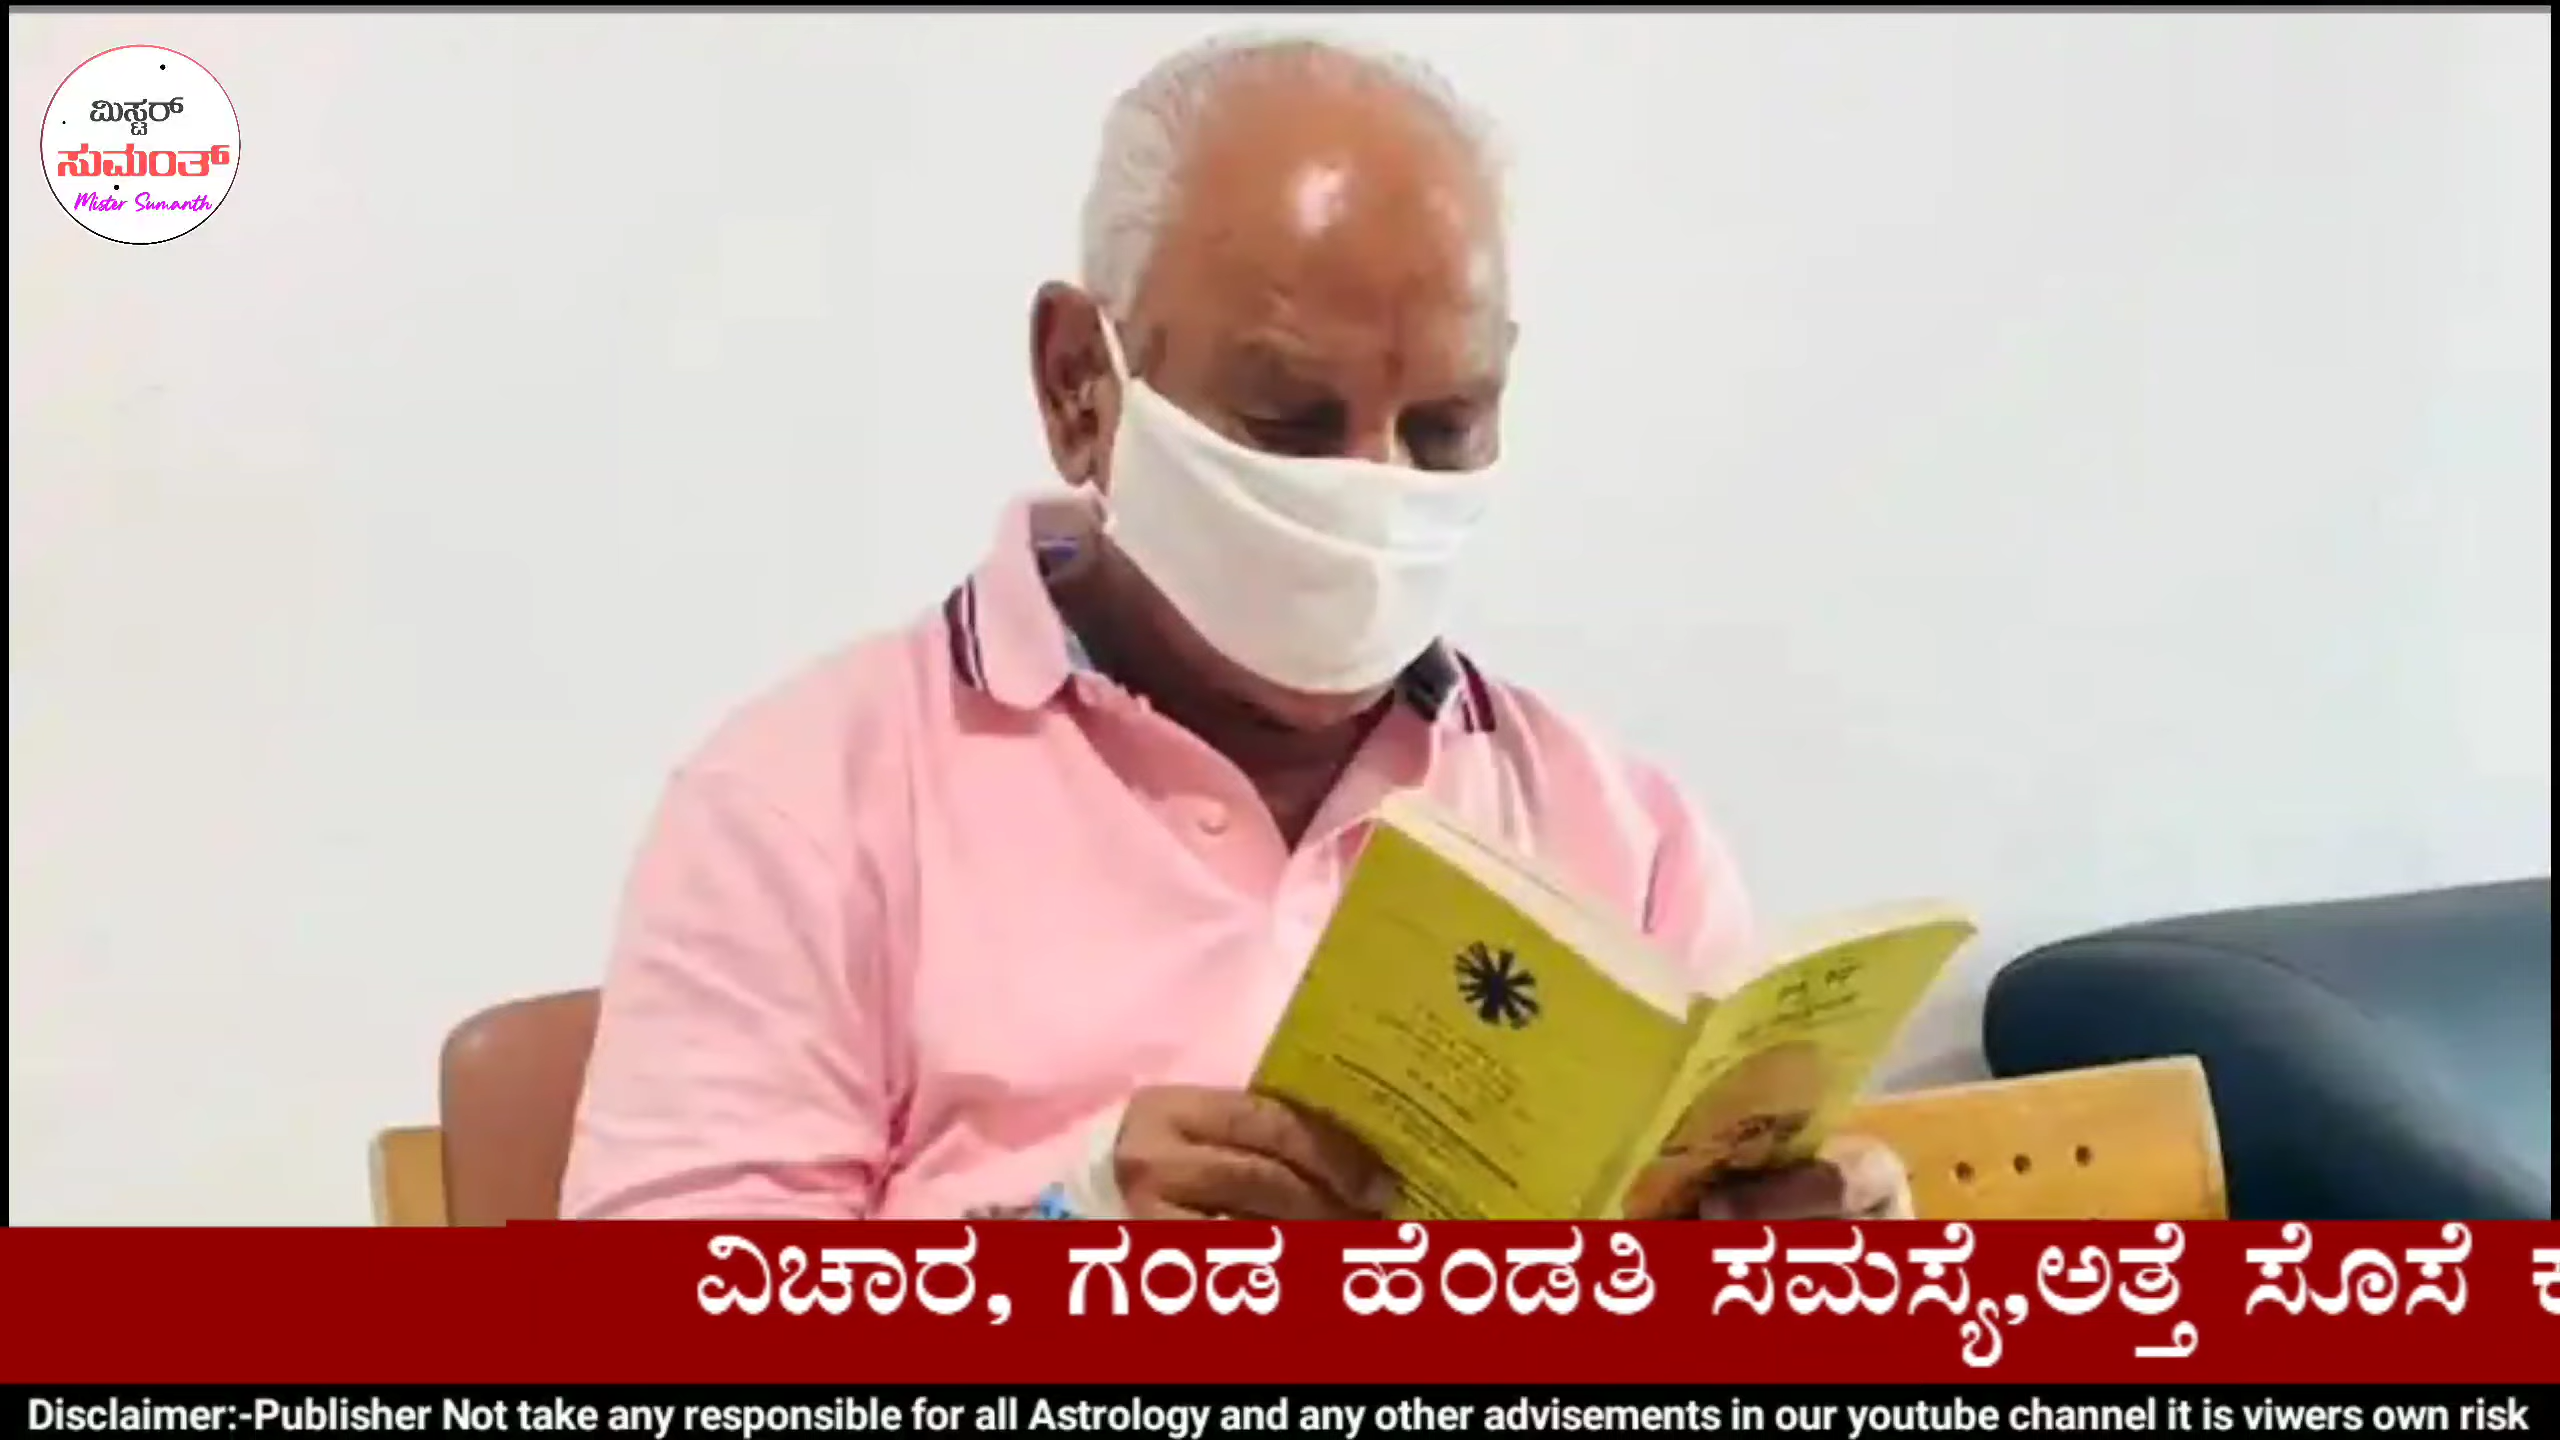 ಮಿಸ್ಟರ್
ಸುಮಂತ್
Mister Sumanth
ವಿಚಾರ, ಗಂಡ ಹೆಂಡತಿ ಸಮಸ್ಯೆ,ಅತ್ತೆ ಸೊಸೆ
Disclaimer:-Publisher Not take any responsible for all Astrology and any other advisements in our youtube channel it is viwers own risk